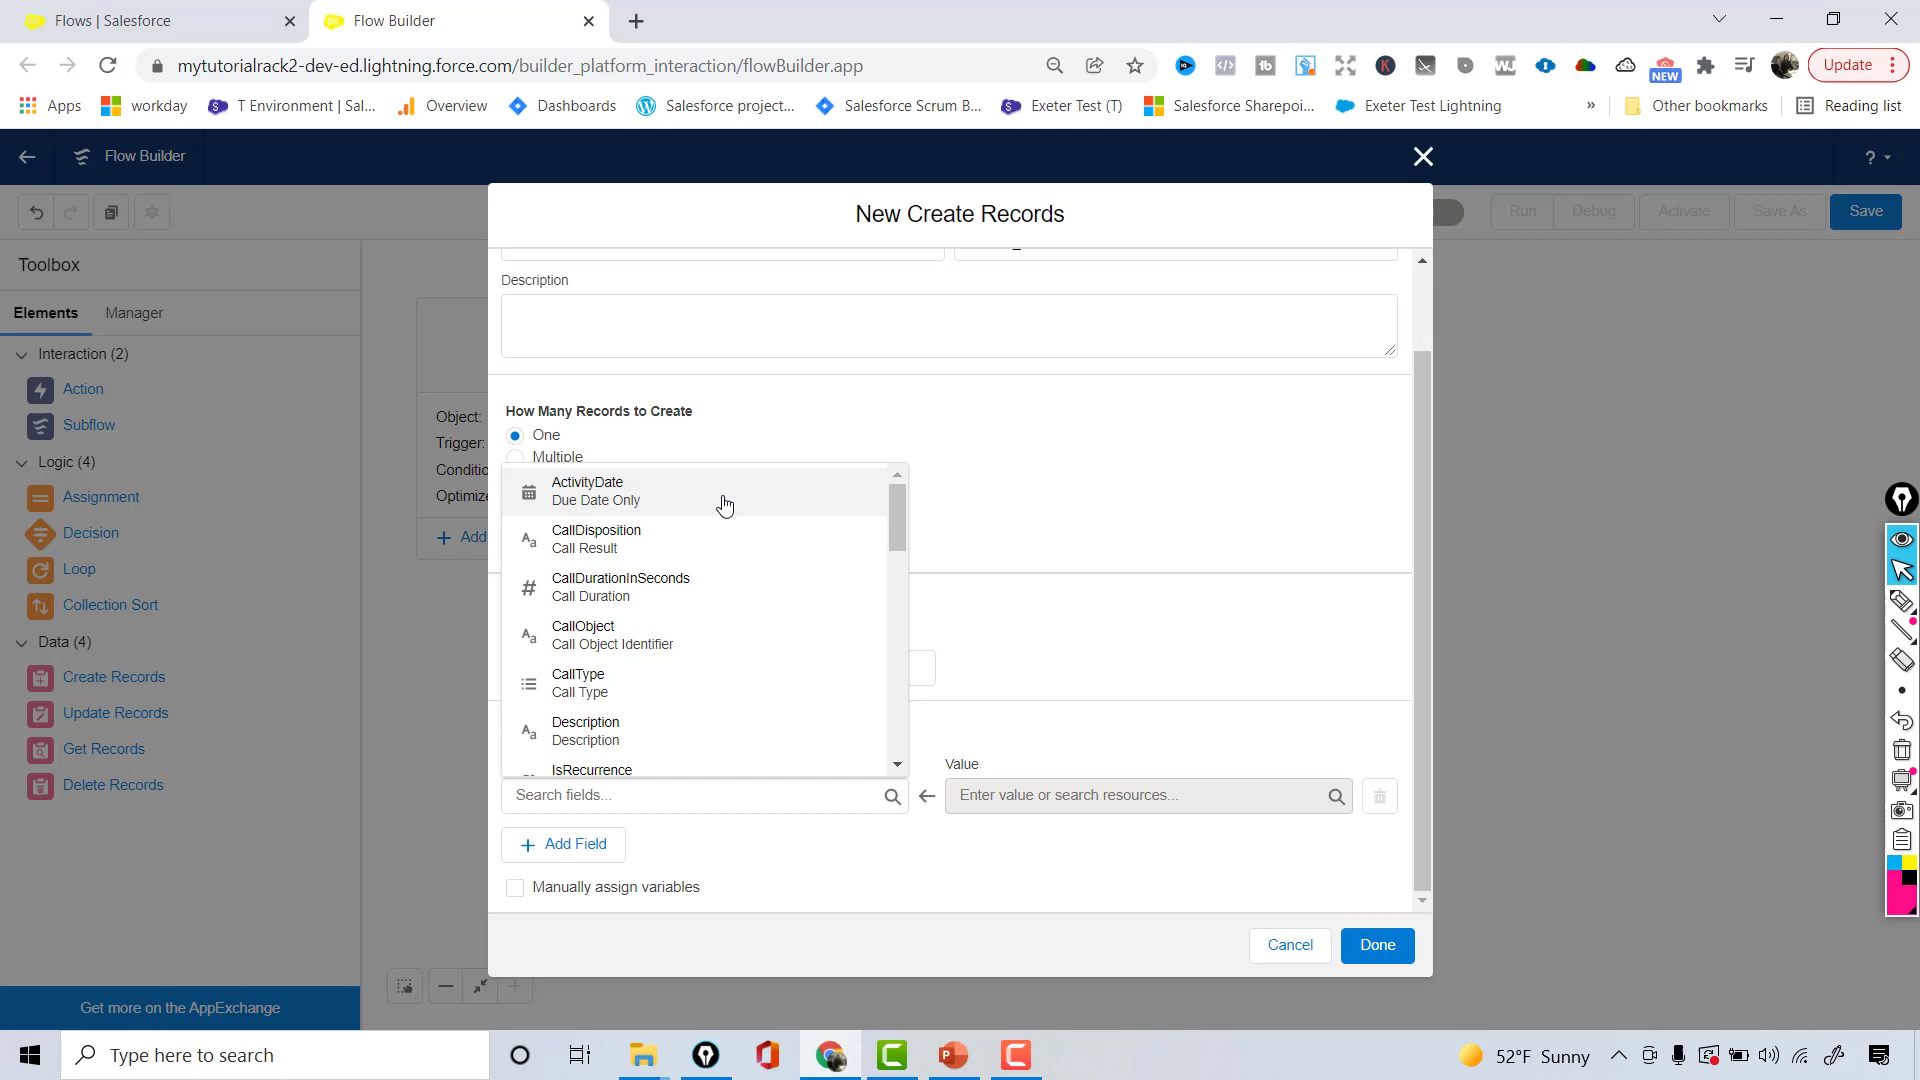 Flows | Salesforce
Flow Builder
mytutorialrack2-dev-ed.lightning.force.com/builder_platform_interaction/flowBuilder.app
NEW
Update
Apps
workday
T Environment | Sal...
Overview
Dashboards
Salesforce project...
Salesforce Scrum B...
Exeter Test (T)
Salesforce Sharepoi...
Exeter Test Lightning
»
Other bookmarks
Reading list
Flow Builder
?
New Create Records
Run
Debug
Activate
Save As
Save
Toolbox
Elements
Manager
Interaction (2)
Action
Subflow
Logic (4)
Assignment
Decision
Loop
Collection Sort
Data (4)
Create Records
Update Records
Get Records
Delete Records
Get more on the AppExchange
Object:
Trigger:
Conditio
Optimize
Add
Description
How Many Records to Create
One
Multiple
ActivityDate
Due Date Only
CallDisposition
Call Result
CallDurationInSeconds
Call Duration
CallObject
Call Object Identifier
CallType
Call Type
Description
Description
IsRecurrence
Value
Search fields...
Enter value or search resources...
Add Field
Manually assign variables
Cancel
Done
Type here to search
52°F Sunny